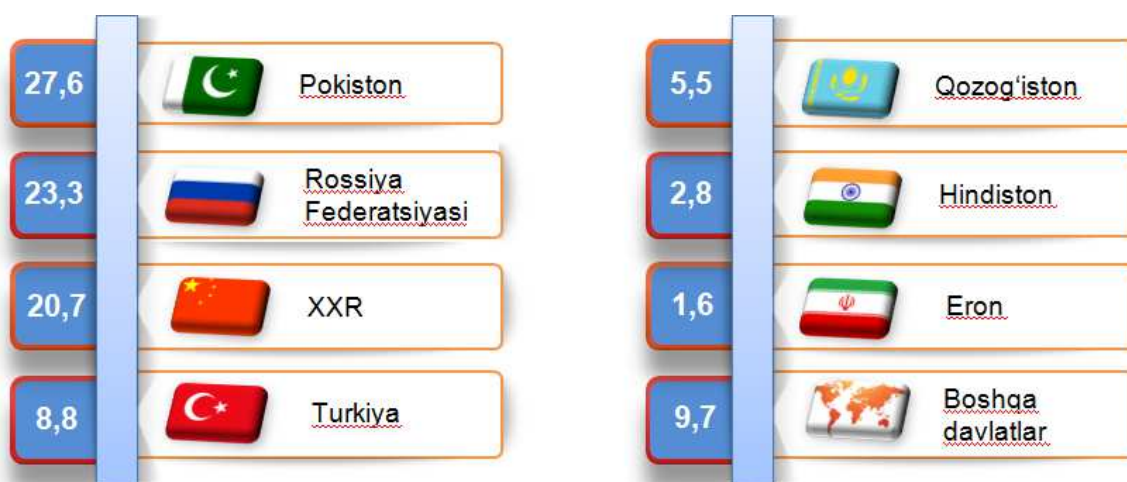 27,6
Pokiston
23,3
Rossiya
Federatsiyasi
20,7
XXR
8,8
Turkiya
5,5
Qozog‘iston
2,8
Hindiston
1,6
Eron
9,7
Boshqa
davlatlar